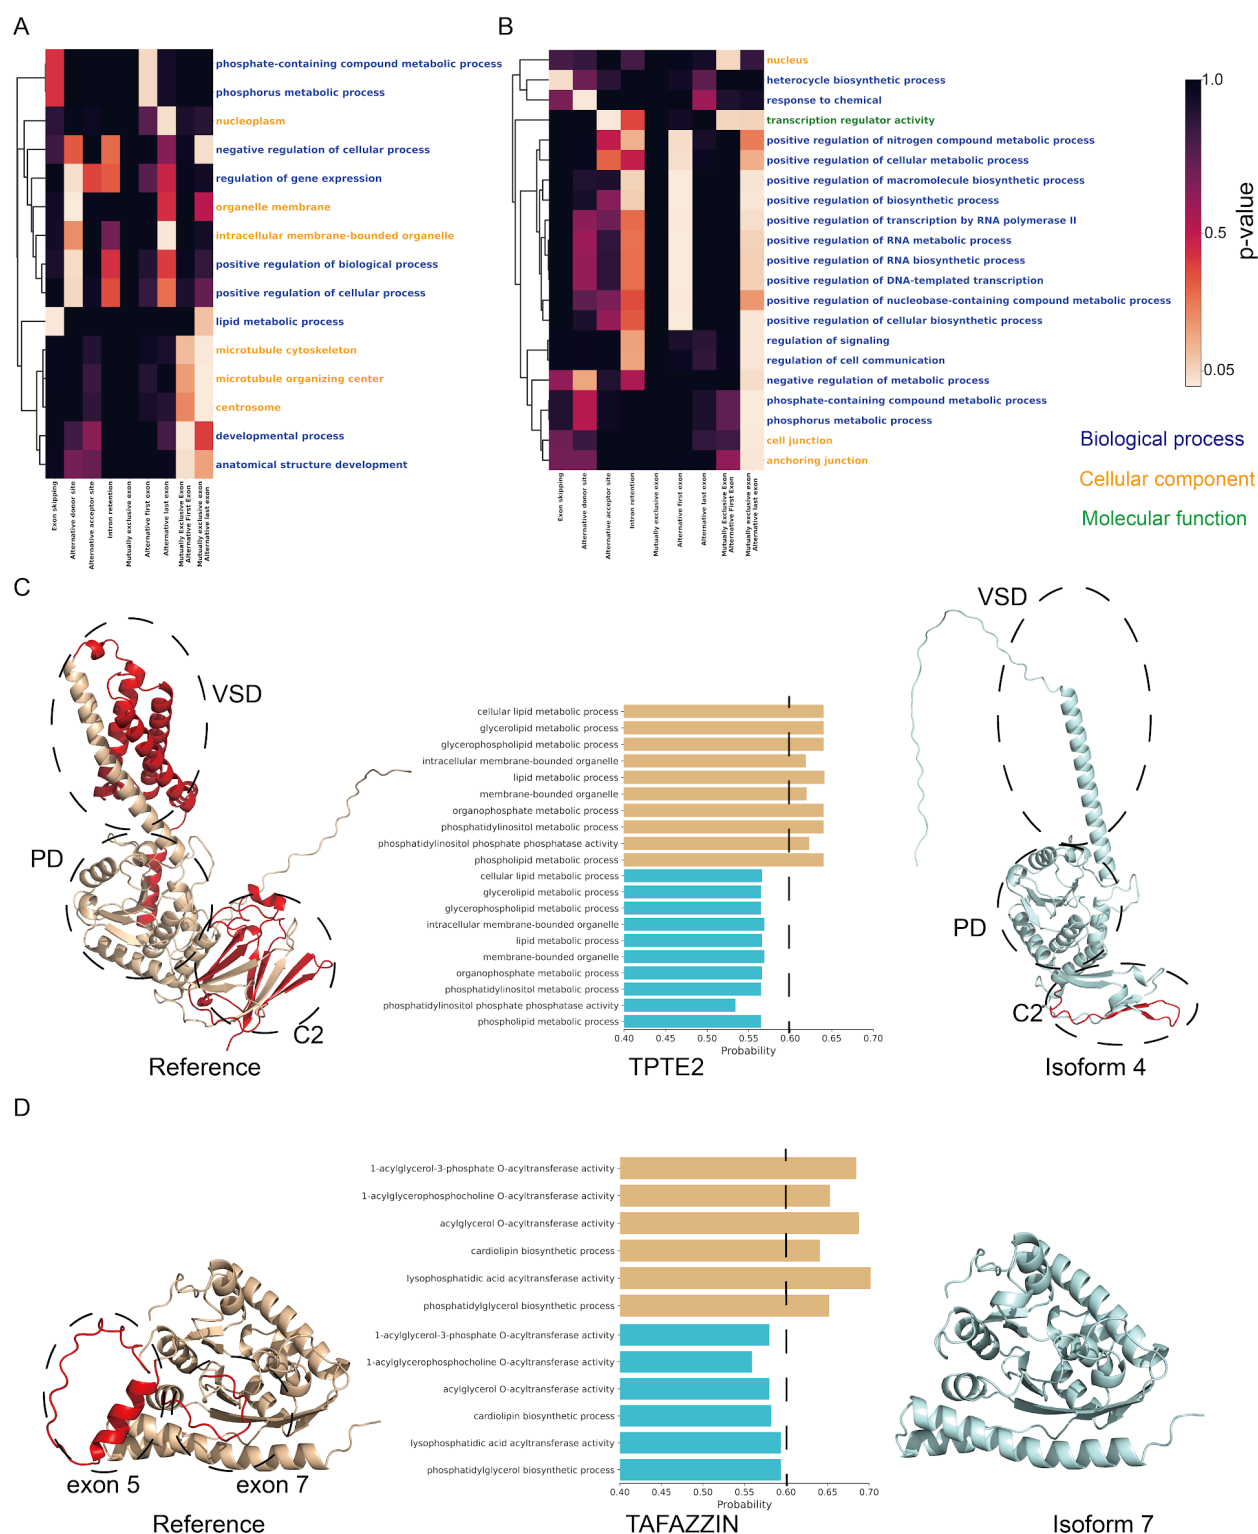 A
B
phosphate-containing compound metabolic process
phosphorus metabolic process
nucleoplasm
negative regulation of cellular process
regulation of gene expression
organelle membrane
intracellular membrane-bounded organelle
positive regulation of biological process
positive regulation of cellular process
lipid metabolic process
microtubule cytoskeleton
microtubule organizing center
centrosome
developmental process
anatomical structure development
Exon skipping
Alternative donor site
Alternative acceptor site
Intron retention
Mutually exclusive exon
Alternative first exon
Alternative last exon
Mutually Exclusive Exon
Alternative First Exon
Mutually exclusive exon
Alternative last exon
nucleus
heterocycle biosynthetic process
response to chemical
transcription regulator activity
positive regulation of nitrogen compound metabolic process
positive regulation of cellular metabolic process
positive regulation of macromolecule biosynthetic process
positive regulation of biosynthetic process
positive regulation of transcription by RNA polymerase II
positive regulation of RNA metabolic process
positive regulation of RNA biosynthetic process
positive regulation of DNA-templated transcription
positive regulation of nucleobase-containing compound metabolic process
positive regulation of cellular biosynthetic process
regulation of signaling
regulation of cell communication
negative regulation of metabolic process
phosphate-containing compound metabolic process
phosphorus metabolic process
cell junction
anchoring junction
Exon skipping
Alternative donor site
Alternative acceptor site
Intron retention
Mutually exclusive exon
Alternative first exon
Alternative last exon
Mutually Exclusive Exon
Alternative First Exon
Mutually exclusive exon
Alternative last exon
1.0
0.5
0.05
p-value
Biological process
Cellular component
Molecular function
C
VSD
PD
C2
Reference
cellular lipid metabolic process
glycerolipid metabolic process
glycerophospholipid metabolic process
intracellular membrane-bounded organelle
lipid metabolic process
membrane-bounded organelle
organophosphate metabolic process
phosphatidylinositol metabolic process
phosphatidylinositol phosphate phosphatase activity
phospholipid metabolic process
cellular lipid metabolic process
glycerolipid metabolic process
glycerophospholipid metabolic process
intracellular membrane-bounded organelle
lipid metabolic process
membrane-bounded organelle
organophosphate metabolic process
phosphatidylinositol metabolic process
phosphatidylinositol phosphate phosphatase activity
phospholipid metabolic process
0.40 0.45 0.50 0.55 0.60 0.65 0.70
Probability
TPTE2
VSD
PD
C2
Isoform 4
D
exon 5
exon 7
Reference
1-acylglycerol-3-phosphate O-acyltransferase activity
1-acylglycerophosphocholine O-acyltransferase activity
acylglycerol O-acyltransferase activity
cardiolipin biosynthetic process
lysophosphatidic acid acyltransferase activity
phosphatidylglycerol biosynthetic process
1-acylglycerol-3-phosphate O-acyltransferase activity
1-acylglycerophosphocholine O-acyltransferase activity
acylglycerol O-acyltransferase activity
cardiolipin biosynthetic process
lysophosphatidic acid acyltransferase activity
phosphatidylglycerol biosynthetic process
0.40 0.45 0.50 0.55 0.60 0.65 0.70
Probability
TAFAZZIN
Isoform 7